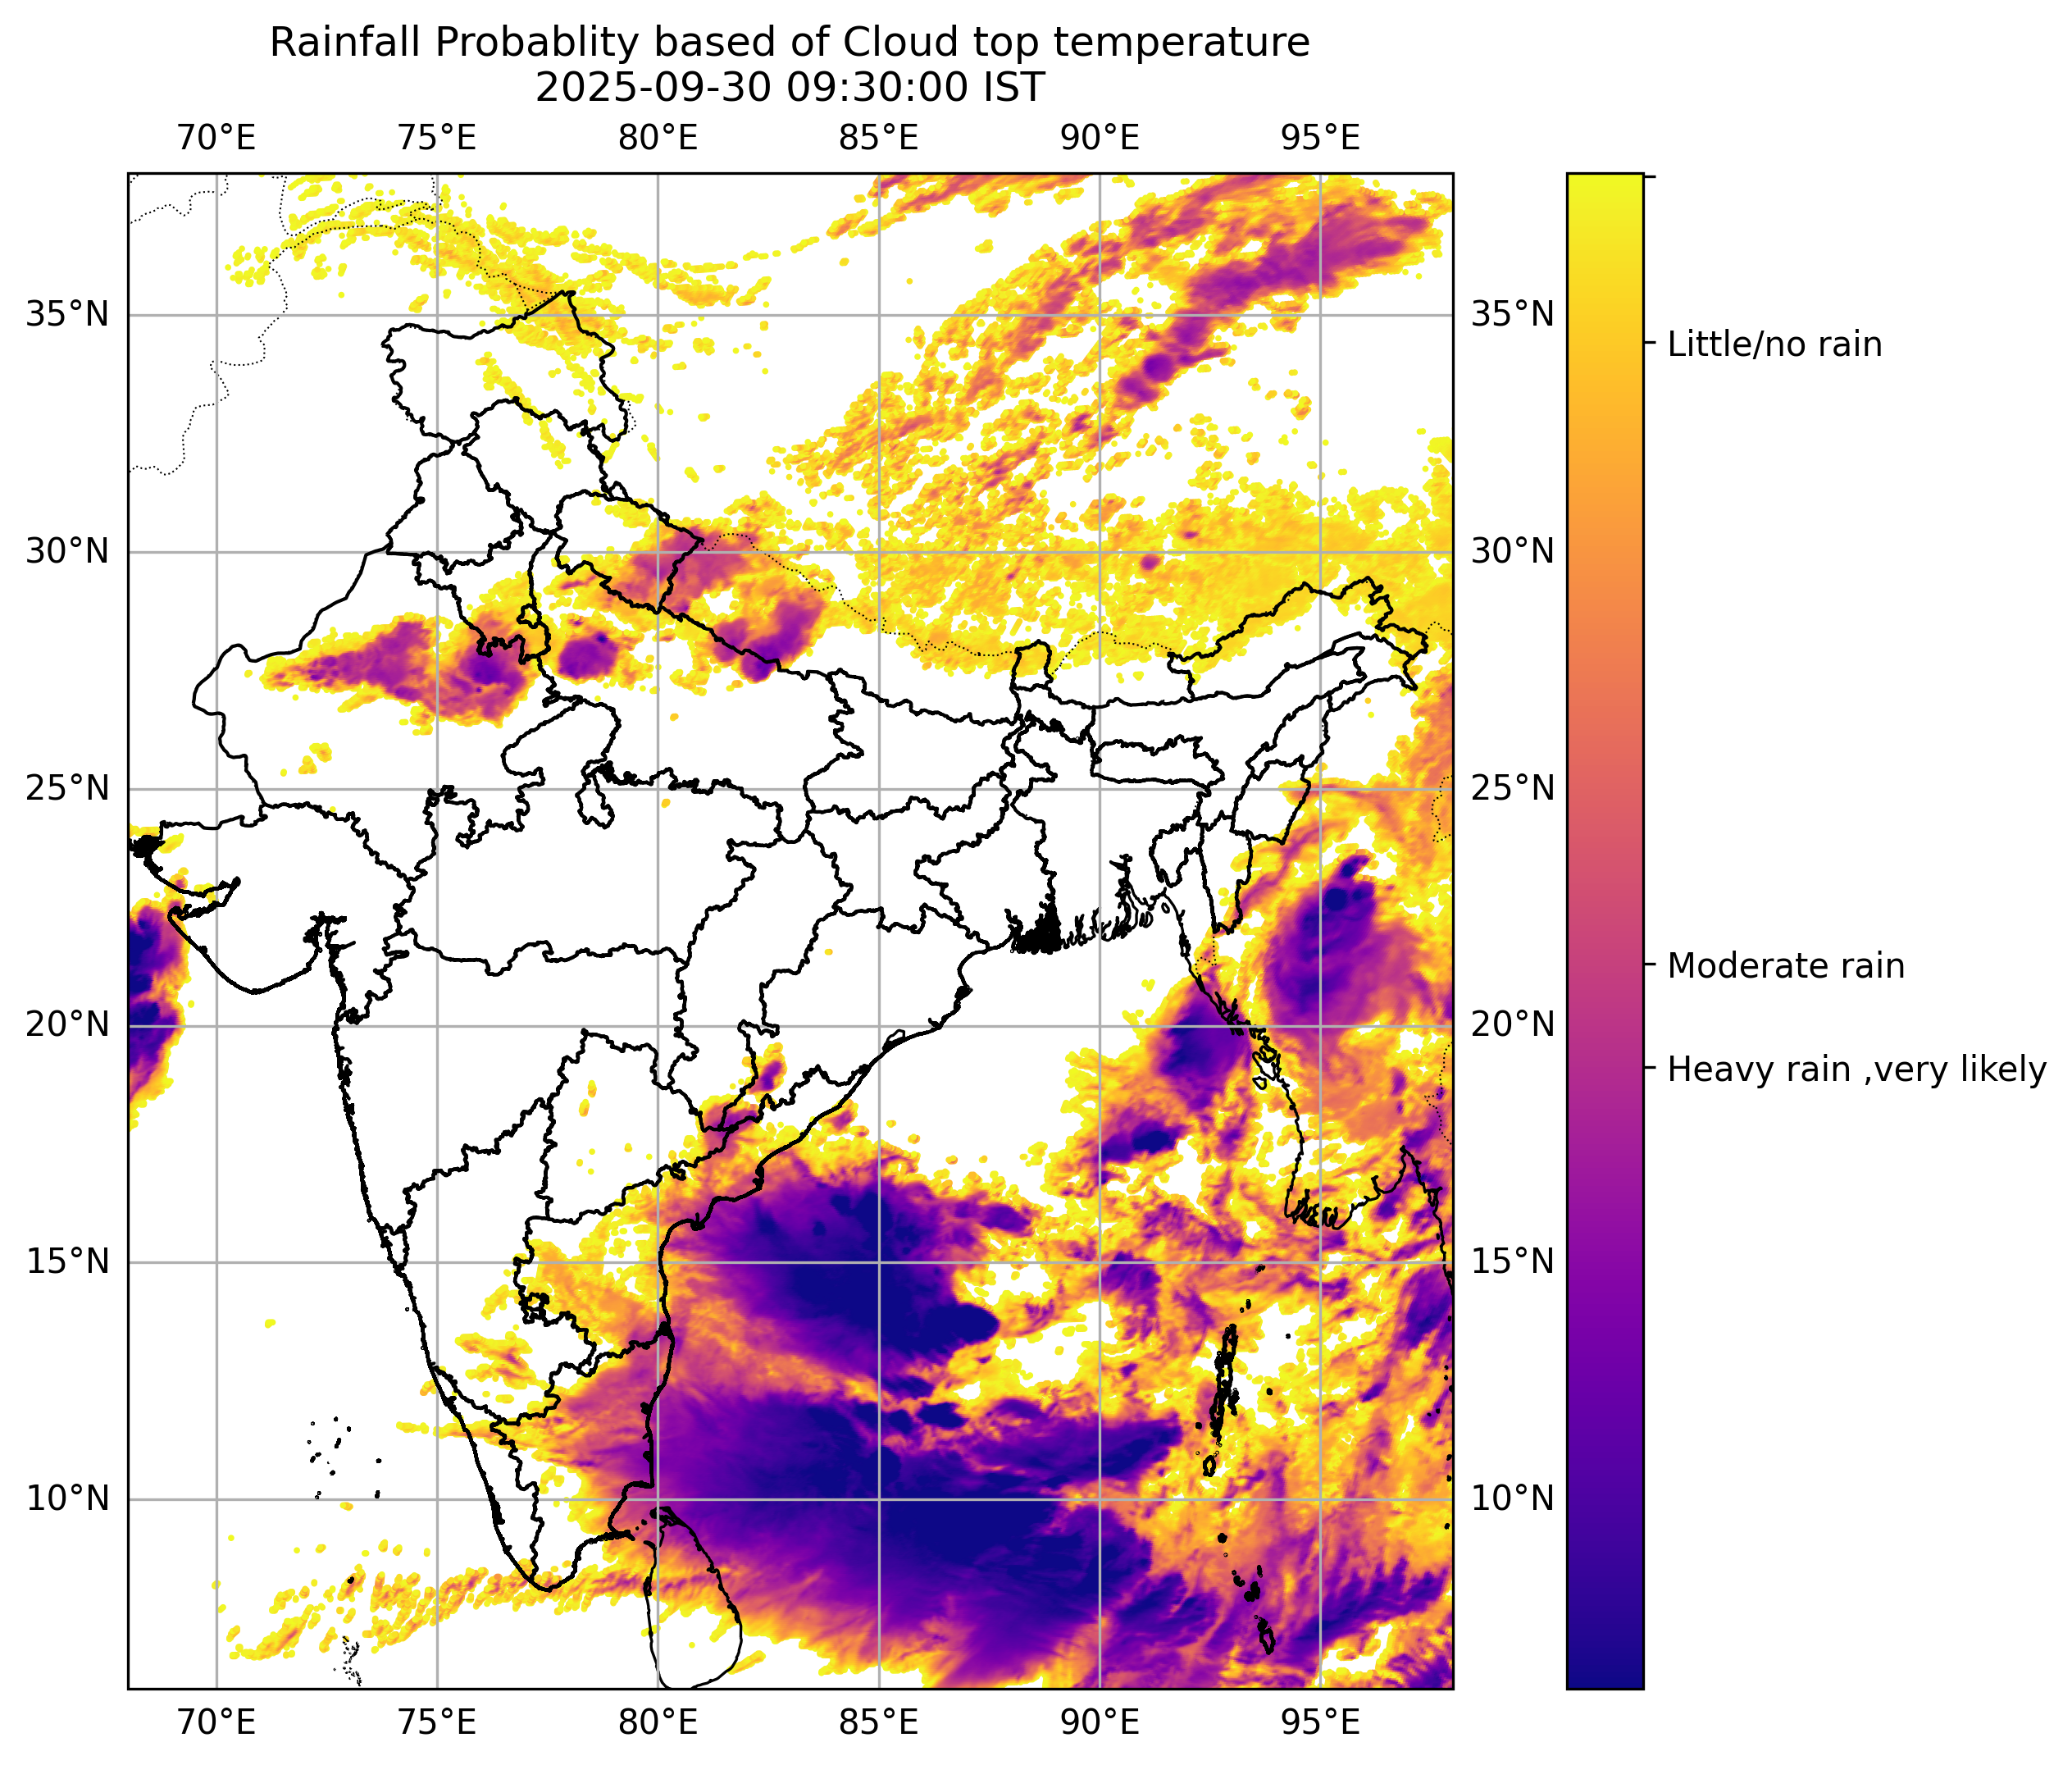 Rainfall Probablity based of Cloud top temperature
2025-09-30 09:30:00 IST
70°E 75°E 80°E 85°E 90°E 95°E
35°N 35°N
Little/no rain
30°N 30°N
25°N 25°N
Moderate rain
20°N 20°N
Heavy rain ,very likely
15°N 15°N
10°N 10°N
70°E 75°E 80°E 85°E 90°E 95°E